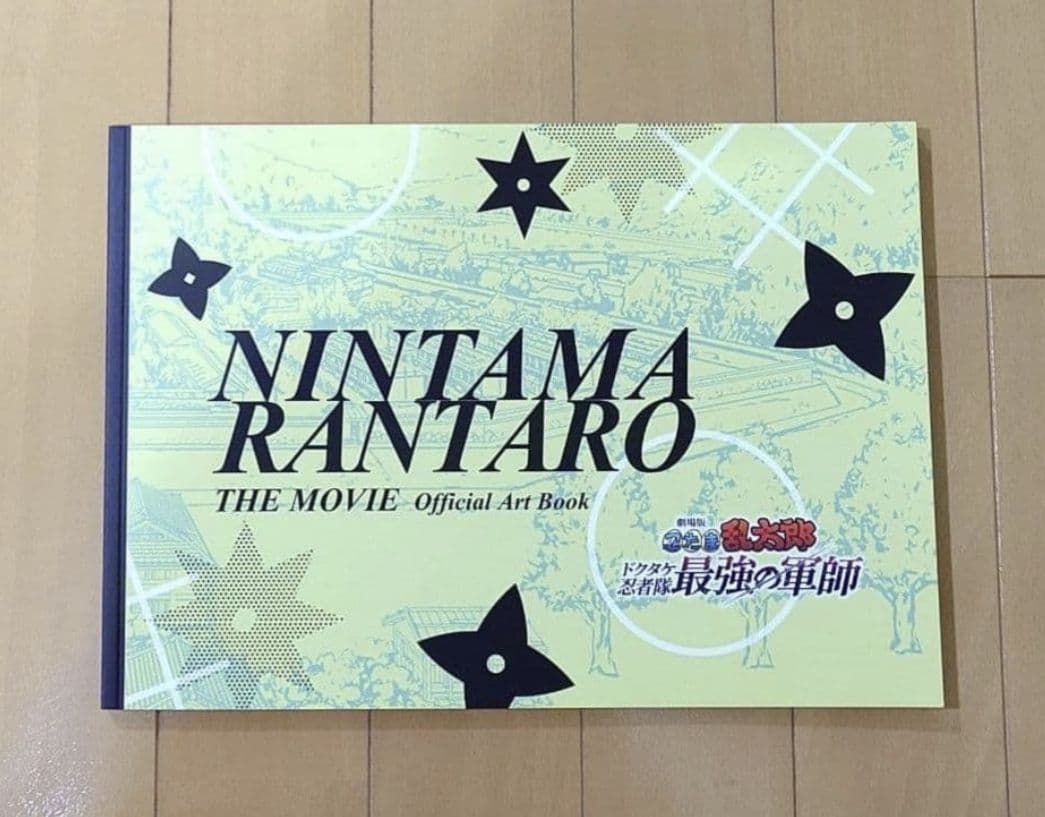 NINTAMA
RANTARO
THE MOVIE Official Art Book
劇場版
忍たま乱太郎
ドクタケ
忍者隊 最強の軍師